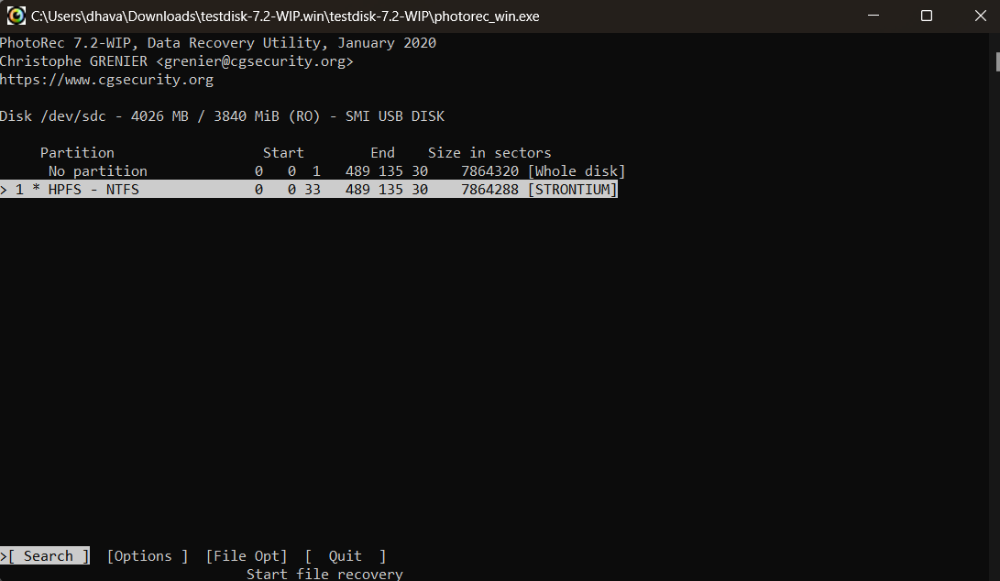 C:\Users\dhava\Downloads\testdisk-7.2-WIP.win\testdisk-7.2-WIP\photorec_win.exe
PhotoRec 7.2-WIP, Data Recovery Utility, January 2020
Christophe GRENIER <grenier@cgsecurity.org>
https://www.cgsecurity.org
Disk /dev/sdc - 4026 MB / 3840 MiB (RO) - SMI USB DISK
     Partition                  Start        End    Size in sectors
      No partition             0   0  1   489 135 30    7864320 [Whole disk]
> 1 * HPFS - NTFS              0   0 33   489 135 30    7864288 [STRONTIUM]
>[ Search ]  [Options ]  [File Opt]  [  Quit  ]
                              Start file recovery